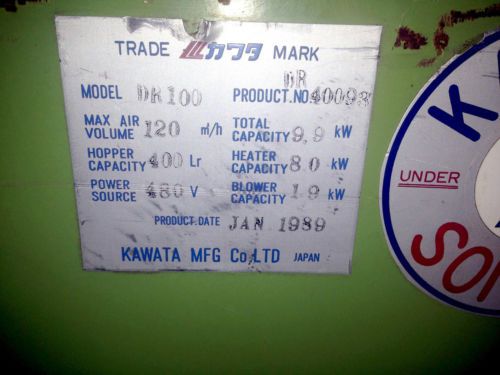 TRADE カワタ MARK
DR
MODEL DR100 PRODUCT.NO.40098
MAX AIR VOLUME 120 ㎥/h TOTAL CAPACITY 9.9 kW
HOPPER CAPACITY 400 Lr HEATER CAPACITY 8.0 kW
POWER SOURCE 480 V BLOWER CAPACITY 1.9 kW
PRODUCT.DATE JAN 1989
KAWATA MFG Co.,LTD JAPAN
UNDER